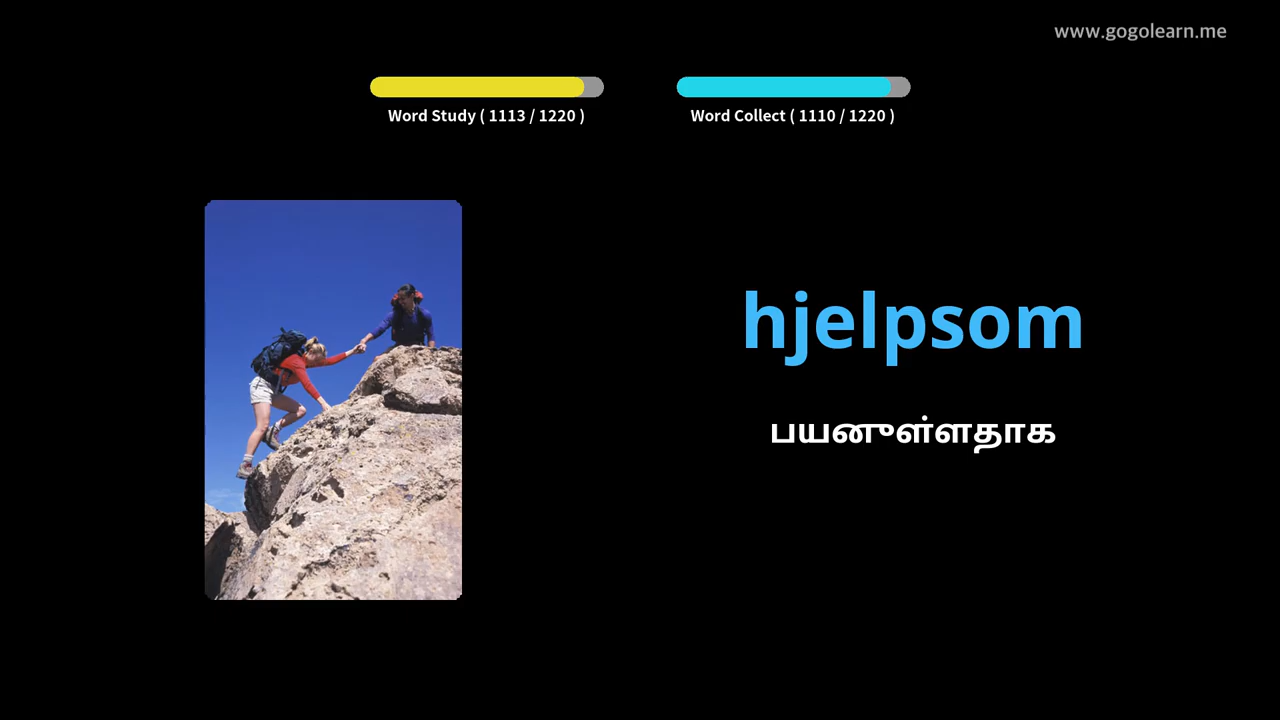 www.gogolearn.me
Word Study ( 1113 / 1220 )
Word Collect ( 1110 / 1220 )
hjelpsom
பயனுள்ளதாக